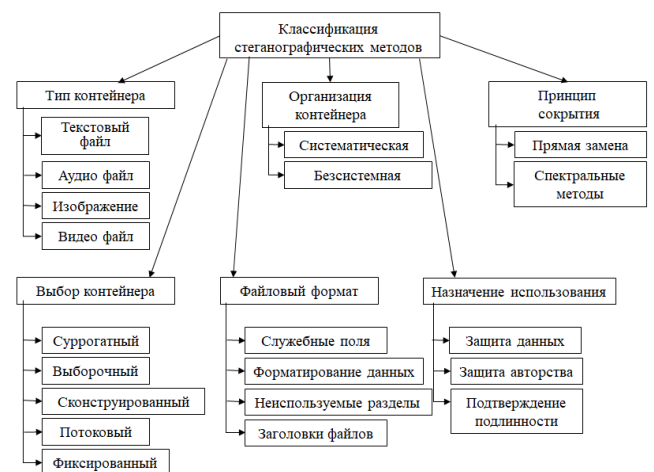 Классификация
стеганографических методов
Тип контейнера
Текстовый
файл
Аудио файл
Изображение
Видео файл
Организация
контейнера
Систематическая
Безсистемная
Принцип
сокрытия
Прямая замена
Спектральные
методы
Выбор контейнера
Суррогатный
Выборочный
Сконструированный
Потоковый
Фиксированный
Файловый формат
Служебные поля
Форматирование данных
Неиспользуемые разделы
Заголовки файлов
Назначение использования
Защита данных
Защита авторства
Подтверждение
подлинности